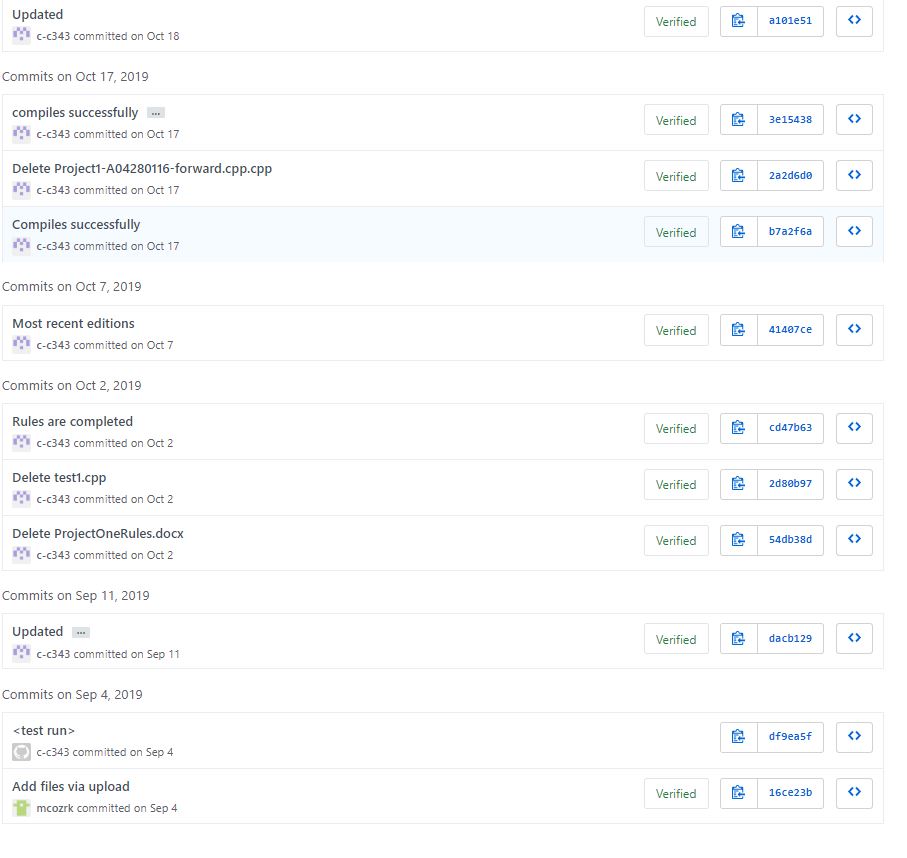 Updated
c-c343 committed on Oct 18
Verified
a101e51
Commits on Oct 17, 2019
compiles successfully ...
c-c343 committed on Oct 17
Verified
3e15438
Delete Project1-A04280116-forward.cpp.cpp
c-c343 committed on Oct 17
Verified
2a2d6d0
Compiles successfully
c-c343 committed on Oct 17
Verified
b7a2f6a
Commits on Oct 7, 2019
Most recent editions
c-c343 committed on Oct 7
Verified
41407ce
Commits on Oct 2, 2019
Rules are completed
c-c343 committed on Oct 2
Verified
cd47b63
Delete test1.cpp
c-c343 committed on Oct 2
Verified
2d80b97
Delete ProjectOneRules.docx
c-c343 committed on Oct 2
Verified
54db38d
Commits on Sep 11, 2019
Updated ...
c-c343 committed on Sep 11
Verified
dacb129
Commits on Sep 4, 2019
<test run>
c-c343 committed on Sep 4
df9ea5f
Add files via upload
mcozrk committed on Sep 4
Verified
16ce23b